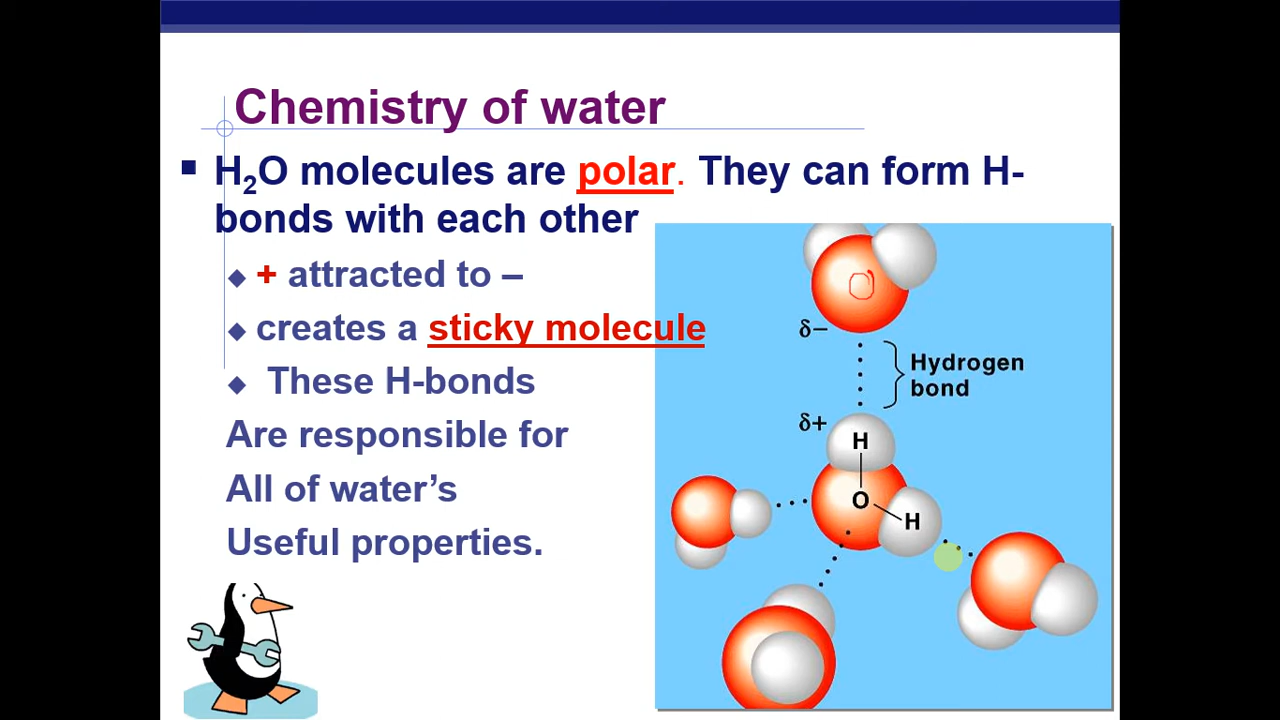 Chemistry of water
H₂O molecules are polar. They can form H-
bonds with each other
+ attracted to –
creates a sticky molecule
These H-bonds
Are responsible for
All of water’s
Useful properties.
O
δ–
Hydrogen
bond
δ+
H
O
H